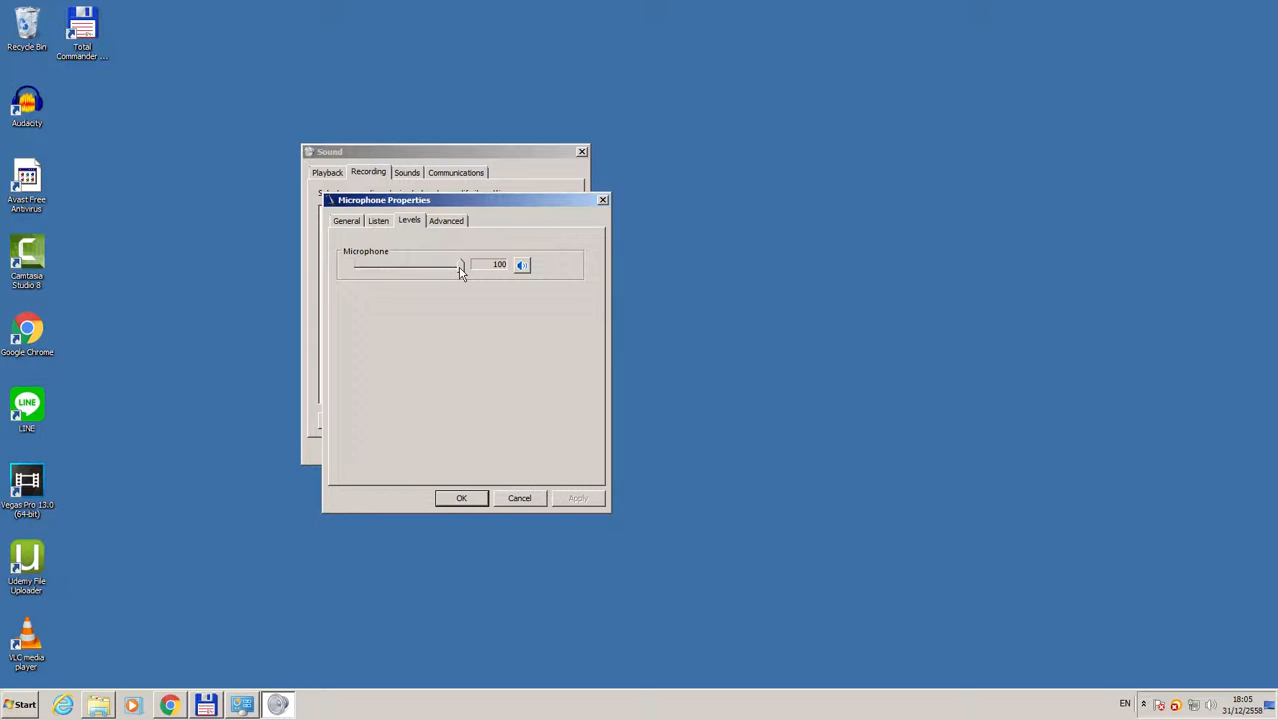 Recycle Bin
Total
Commander ...
Audacity
Avast Free
Antivirus
Camtasia
Studio 8
Google Chrome
LINE
LINE
Vegas Pro 13.0
(64-bit)
Udemy File
Uploader
VLC media
player
Sound
Playback
Recording
Sounds
Communications
Microphone Properties
General
Listen
Levels
Advanced
Microphone
100
OK
Cancel
Apply
Start
EN
18:05
31/12/2558